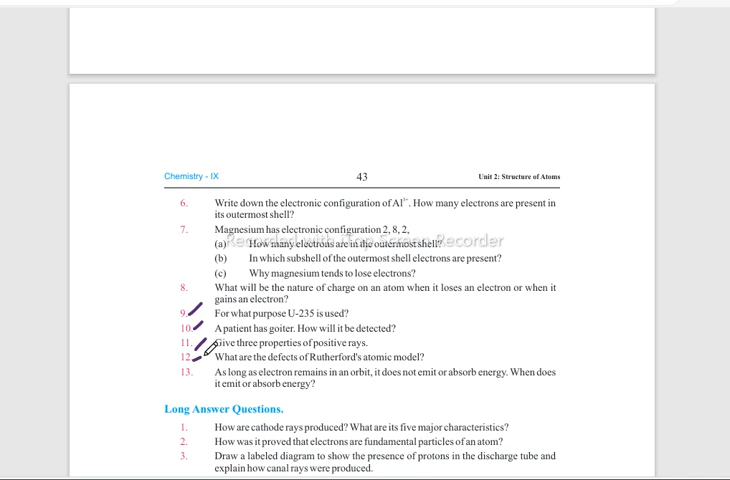 Chemistry - IX 43 Unit 2: Structure of Atoms
6. Write down the electronic configuration of Al³⁺. How many electrons are present in
its outermost shell?
7. Magnesium has electronic configuration 2, 8, 2,
(a) How many electrons are in the outermost shell?
Recorded with iTop Screen Recorder
(b) In which subshell of the outermost shell electrons are present?
(c) Why magnesium tends to lose electrons?
8. What will be the nature of charge on an atom when it loses an electron or when it
gains an electron?
9. For what purpose U-235 is used?
10. A patient has goiter. How will it be detected?
11. Give three properties of positive rays.
12. What are the defects of Rutherford's atomic model?
13. As long as electron remains in an orbit, it does not emit or absorb energy. When does
it emit or absorb energy?
Long Answer Questions.
1. How are cathode rays produced? What are its five major characteristics?
2. How was it proved that electrons are fundamental particles of an atom?
3. Draw a labeled diagram to show the presence of protons in the discharge tube and
explain how canal rays were produced.